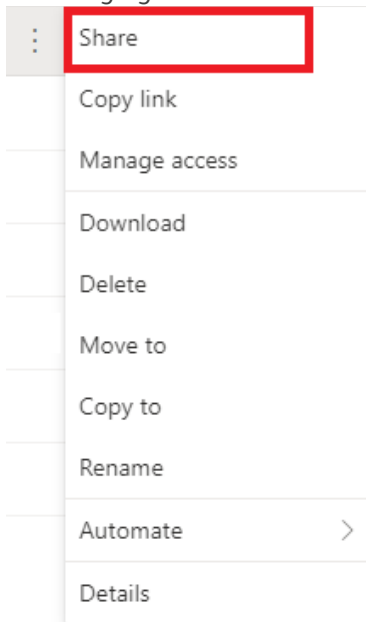 Share
Copy link
Manage access
Download
Delete
Move to
Copy to
Rename
Automate
Details